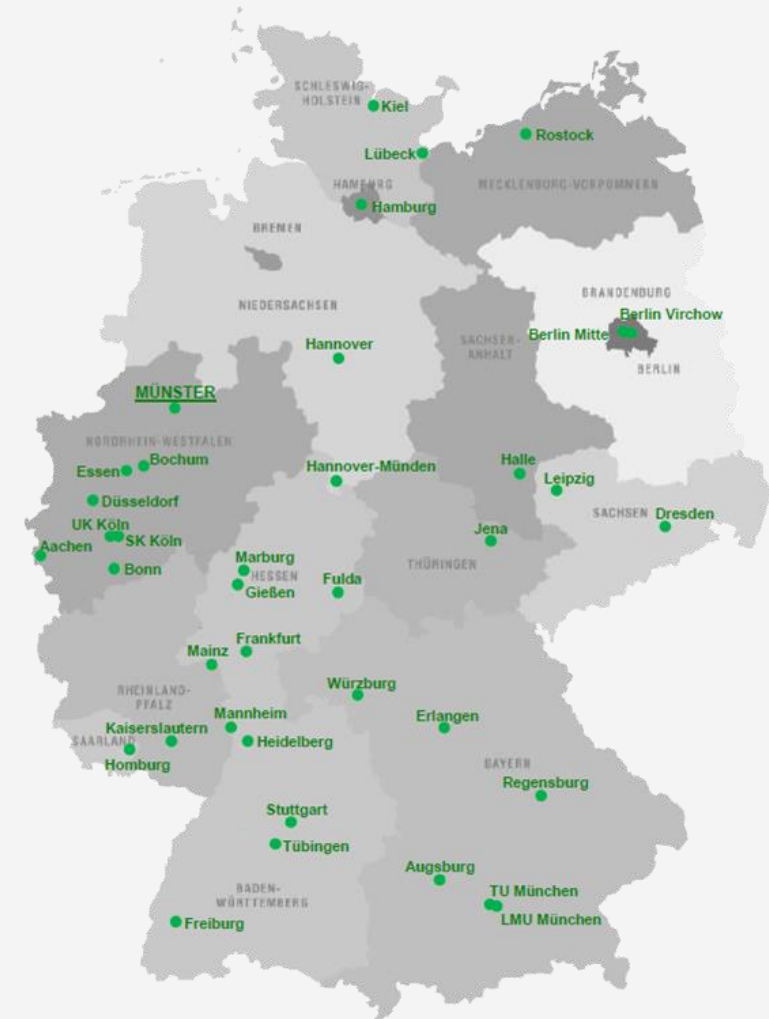 SCHLESWIG-
HOLSTEIN
Kiel
Rostock
Lübeck
HAMBURG
MECKLENBURG-VORPOMMERN
Hamburg
BREMEN
BRANDENBURG
NIEDERSACHSEN
Berlin Virchow
Berlin Mitte
SACHSEN-
ANHALT
Hannover
BERLIN
MÜNSTER
NORDRHEIN-WESTFALEN
Bochum
Essen
Hannover-Münden
Halle
Leipzig
Düsseldorf
SACHSEN
Dresden
UK Köln
SK Köln
Jena
Aachen
Marburg
HESSEN
THÜRINGEN
Bonn
Gießen
Fulda
Frankfurt
Mainz
Würzburg
RHEINLAND-
PFALZ
Mannheim
Erlangen
Kaiserslautern
SAARLAND
Heidelberg
Homburg
BAYERN
Regensburg
Stuttgart
Tübingen
Augsburg
BADEN-
WÜRTTEMBERG
TU München
LMU München
Freiburg